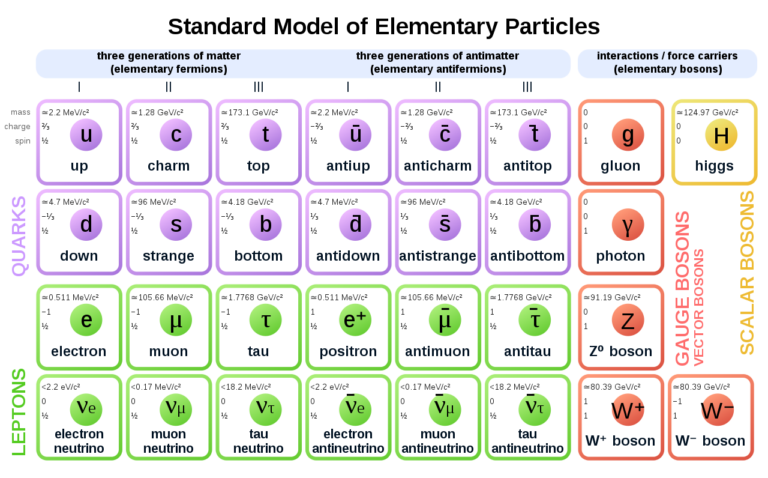 Standard Model of Elementary Particles
three generations of matter
(elementary fermions)
three generations of antimatter
(elementary antifermions)
interactions / force carriers
(elementary bosons)
I II III I II III
mass
charge
spin
≃2.2 MeV/c²
⅔
½
u
up
≃1.28 GeV/c²
⅔
½
c
charm
≃173.1 GeV/c²
⅔
½
t
top
≃2.2 MeV/c²
−⅔
½
ū
antiup
≃1.28 GeV/c²
−⅔
½
c̄
anticharm
≃173.1 GeV/c²
−⅔
½
t̄
antitop
0
0
1
g
gluon
≃124.97 GeV/c²
0
0
H
higgs
QUARKS
≃4.7 MeV/c²
−⅓
½
d
down
≃96 MeV/c²
−⅓
½
s
strange
≃4.18 GeV/c²
−⅓
½
b
bottom
≃4.7 MeV/c²
⅓
½
d̄
antidown
≃96 MeV/c²
⅓
½
s̄
antistrange
≃4.18 GeV/c²
⅓
½
b̄
antibottom
0
0
1
γ
photon
GAUGE BOSONS
VECTOR BOSONS
SCALAR BOSONS
LEPTONS
≃0.511 MeV/c²
−1
½
e
electron
≃105.66 MeV/c²
−1
½
μ
muon
≃1.7768 GeV/c²
−1
½
τ
tau
≃0.511 MeV/c²
1
½
e⁺
positron
≃105.66 MeV/c²
1
½
μ̄
antimuon
≃1.7768 GeV/c²
1
½
τ̄
antitau
≃91.19 GeV/c²
0
1
Z
Z⁰ boson
<2.2 eV/c²
0
½
νe
electron
neutrino
<0.17 MeV/c²
0
½
νμ
muon
neutrino
<18.2 MeV/c²
0
½
ντ
tau
neutrino
<2.2 eV/c²
0
½
ν̄e
electron
antineutrino
<0.17 MeV/c²
0
½
ν̄μ
muon
antineutrino
<18.2 MeV/c²
0
½
ν̄τ
tau
antineutrino
≃80.39 GeV/c²
1
1
W⁺
W⁺ boson
≃80.39 GeV/c²
−1
1
W⁻
W⁻ boson